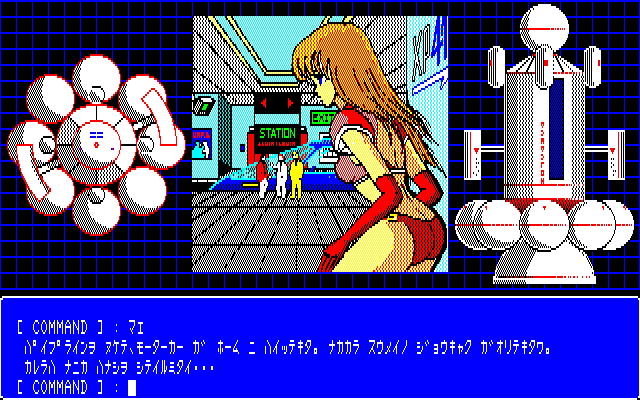 STATION
EXIT
[ COMMAND ] : マエ
パイプラインヲ ヌケテ、モーターカー ガ ホーム ニ ハイッテキタ。 ナカカラ スウメイノ ジョウキャク ガオリテキタワ。
カレラハ ナニカ ハナシヲ シテイルミタイ・・・
[ COMMAND ] :